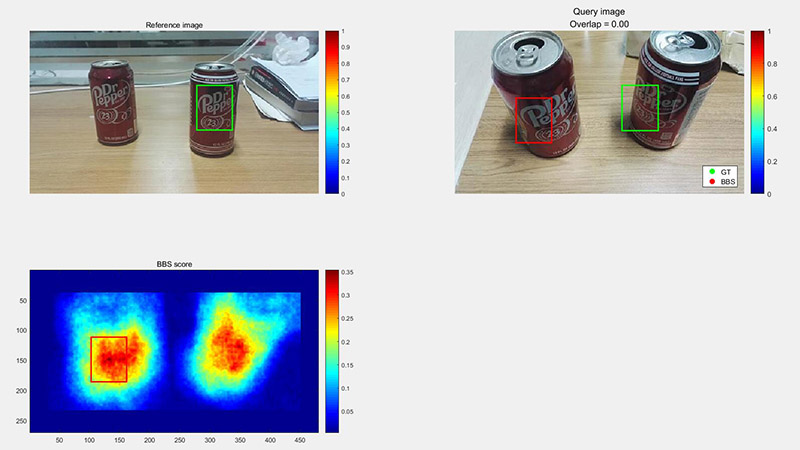 Reference image
1
0.9
0.8
0.7
0.6
0.5
0.4
0.3
0.2
0.1
0
Dr
Pepper
23
Dr
Pepper
23
Query image
Overlap = 0.00
1
0.8
0.6
0.4
0.2
0
Dr
Pepper
23
Dr
Pepper
23
GT
BBS
BBS score
50
100
150
200
250
50 100 150 200 250 300 350 400 450
0.35
0.3
0.25
0.2
0.15
0.1
0.05